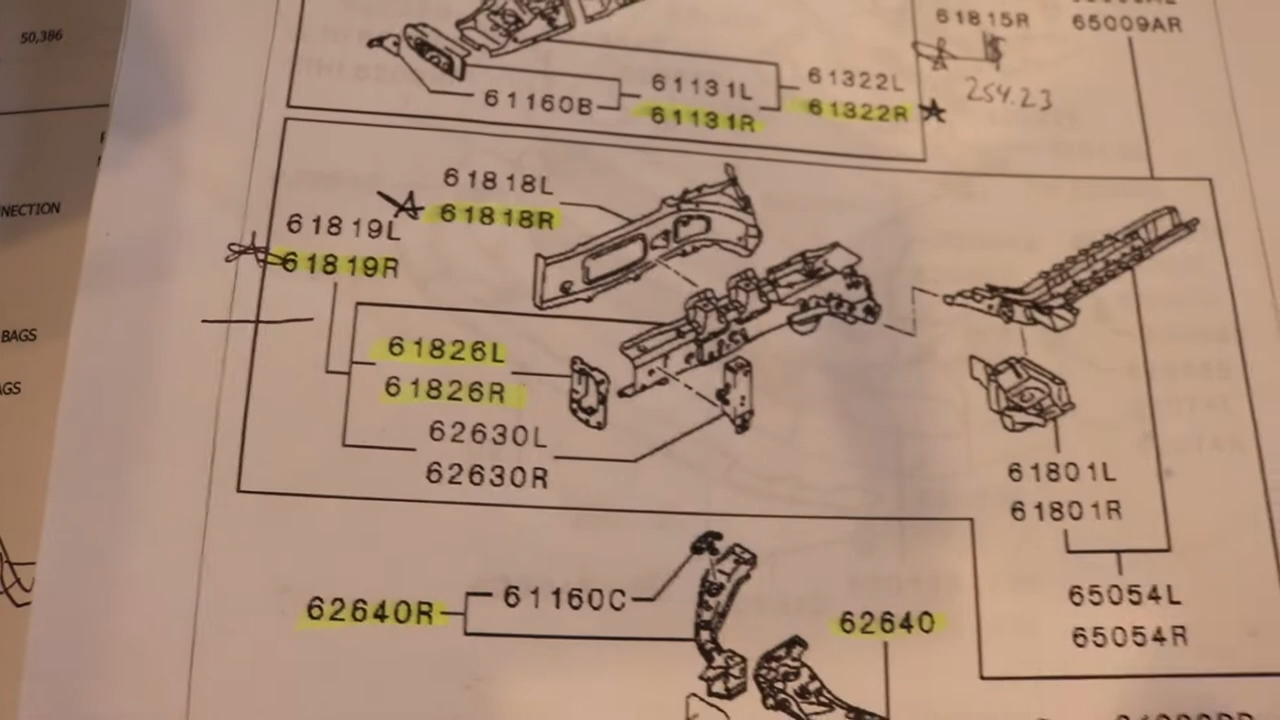 50,386
NECTION
BAGS
AGS
61815R
65009AR
254.23
61160B
61131L
61131R
61322L
61322R
61818L
61818R
61819L
61819R
61826L
61826R
62630L
62630R
61801L
61801R
65054L
65054R
62640R
61160C
62640